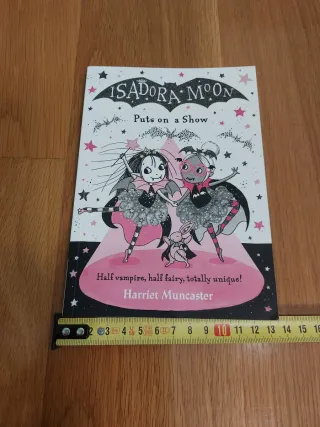 ISADORA MOON
Puts on a Show
Half vampire, half fairy, totally unique!
Harriet Muncaster
2 3 4 5 6 7 8 9 10 11 12 13 14 15 16